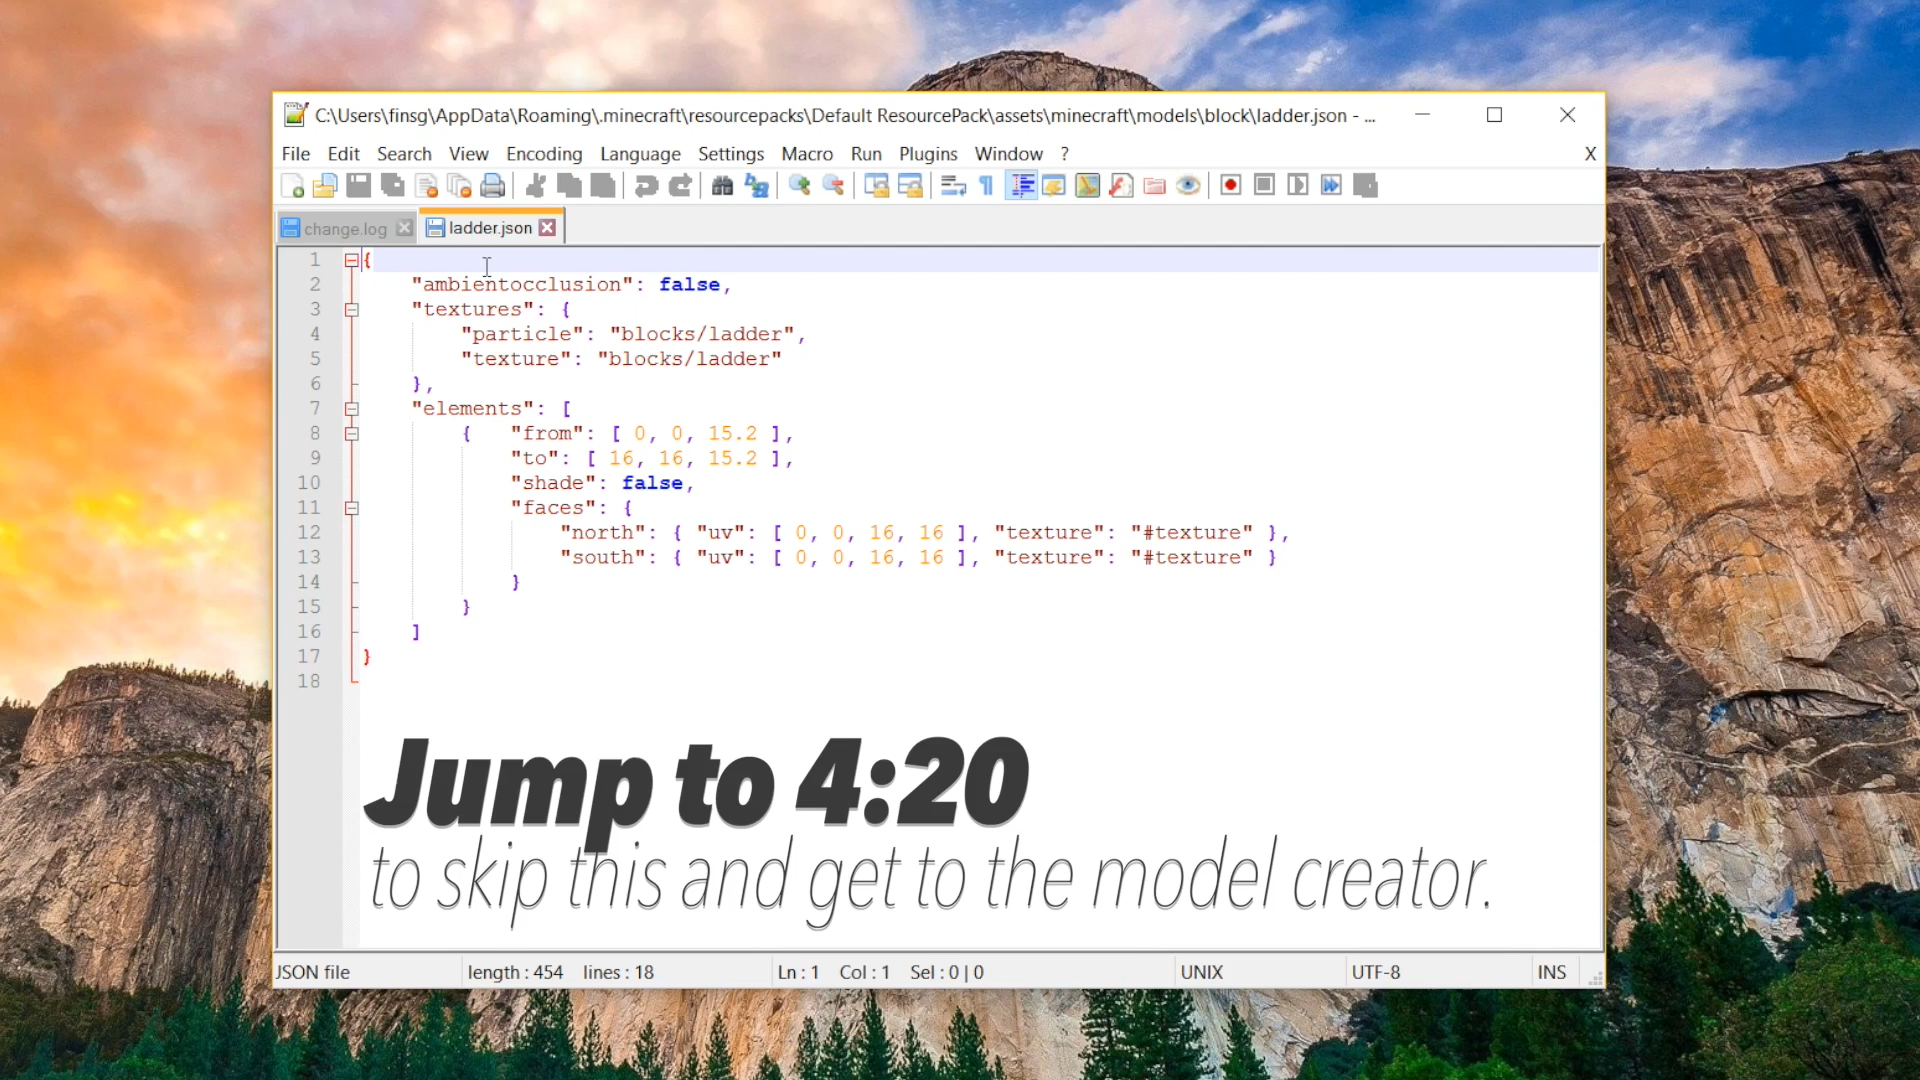 C:\Users\finsg\AppData\Roaming\.minecraft\resourcepacks\Default ResourcePack\assets\minecraft\models\block\ladder.json - ...
File Edit Search View Encoding Language Settings Macro Run Plugins Window ? X
change.log ladder.json
1 {
2 "ambientocclusion": false,
3 "textures": {
4 "particle": "blocks/ladder",
5 "texture": "blocks/ladder"
6 },
7 "elements": [
8 { "from": [ 0, 0, 15.2 ],
9 "to": [ 16, 16, 15.2 ],
10 "shade": false,
11 "faces": {
12 "north": { "uv": [ 0, 0, 16, 16 ], "texture": "#texture" },
13 "south": { "uv": [ 0, 0, 16, 16 ], "texture": "#texture" }
14 }
15 }
16 ]
17 }
18
Jump to 4:20
to skip this and get to the model creator.
JSON file length : 454 lines : 18 Ln : 1 Col : 1 Sel : 0 | 0 UNIX UTF-8 INS